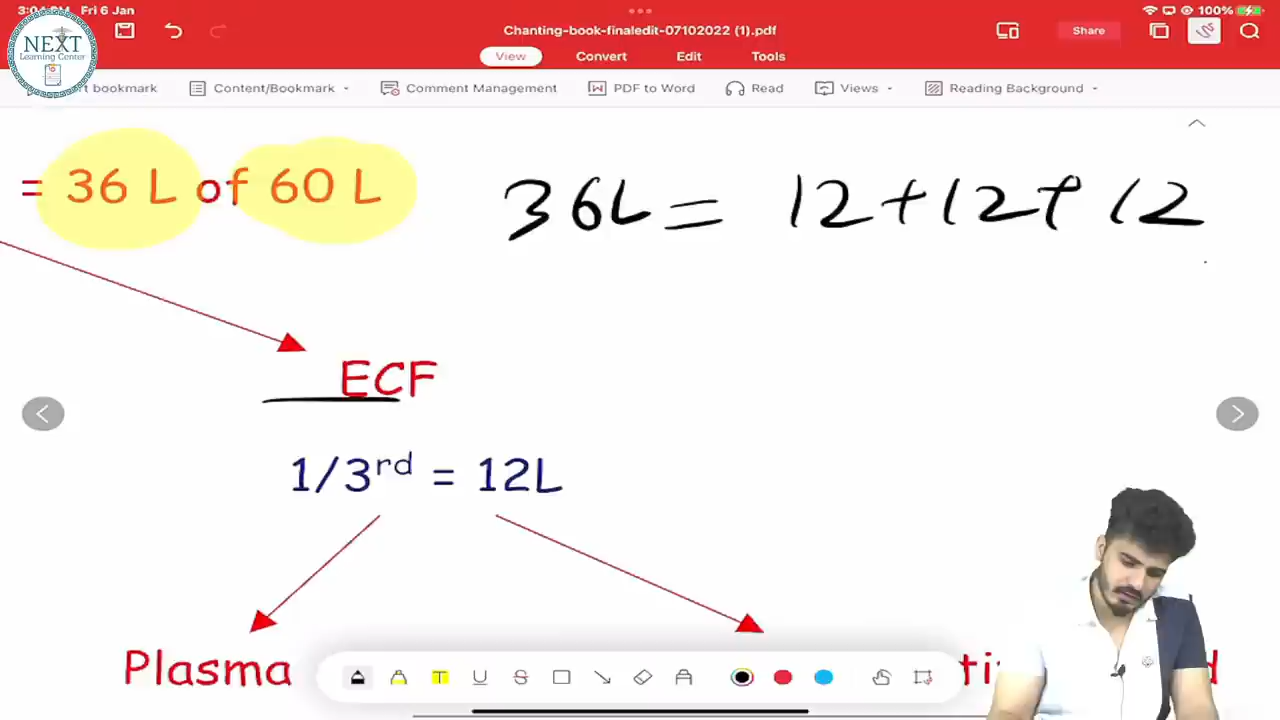 3:04 PM Fri 6 Jan
100%
NEXT
Learning Center
Chanting-book-finaledit-07102022 (1).pdf
Share
View Convert Edit Tools
bookmark Content/Bookmark Comment Management PDF to Word Read Views Reading Background
= 36 L of 60 L
36L = 12 + 12 + 12
ECF
1/3rd = 12L
Plasma
T U S A